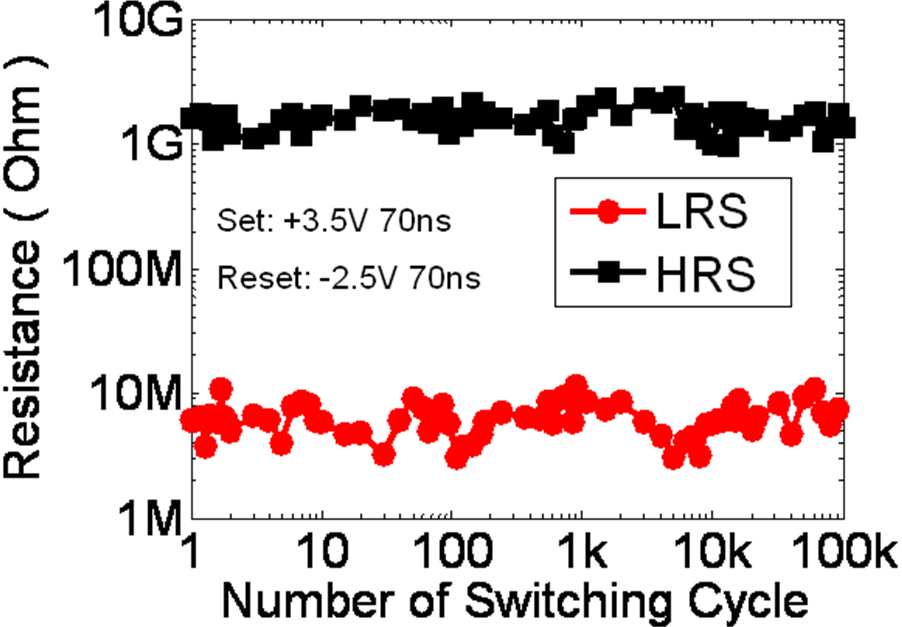 10G
1G
100M
10M
1M
Resistance ( Ohm )
Set: +3.5V 70ns
Reset: -2.5V 70ns
LRS
HRS
1 10 100 1k 10k 100k
Number of Switching Cycle